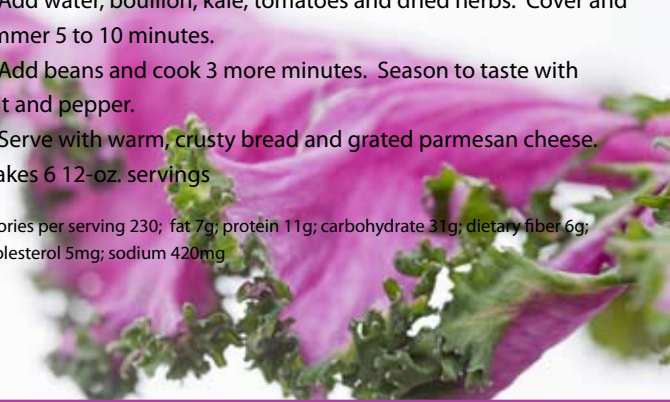 Add water, bouillon, kale, tomatoes and dried herbs. Cover and
mmer 5 to 10 minutes.
Add beans and cook 3 more minutes. Season to taste with
t and pepper.
Serve with warm, crusty bread and grated parmesan cheese.
akes 6 12-oz. servings
ories per serving 230; fat 7g; protein 11g; carbohydrate 31g; dietary fiber 6g;
olesterol 5mg; sodium 420mg